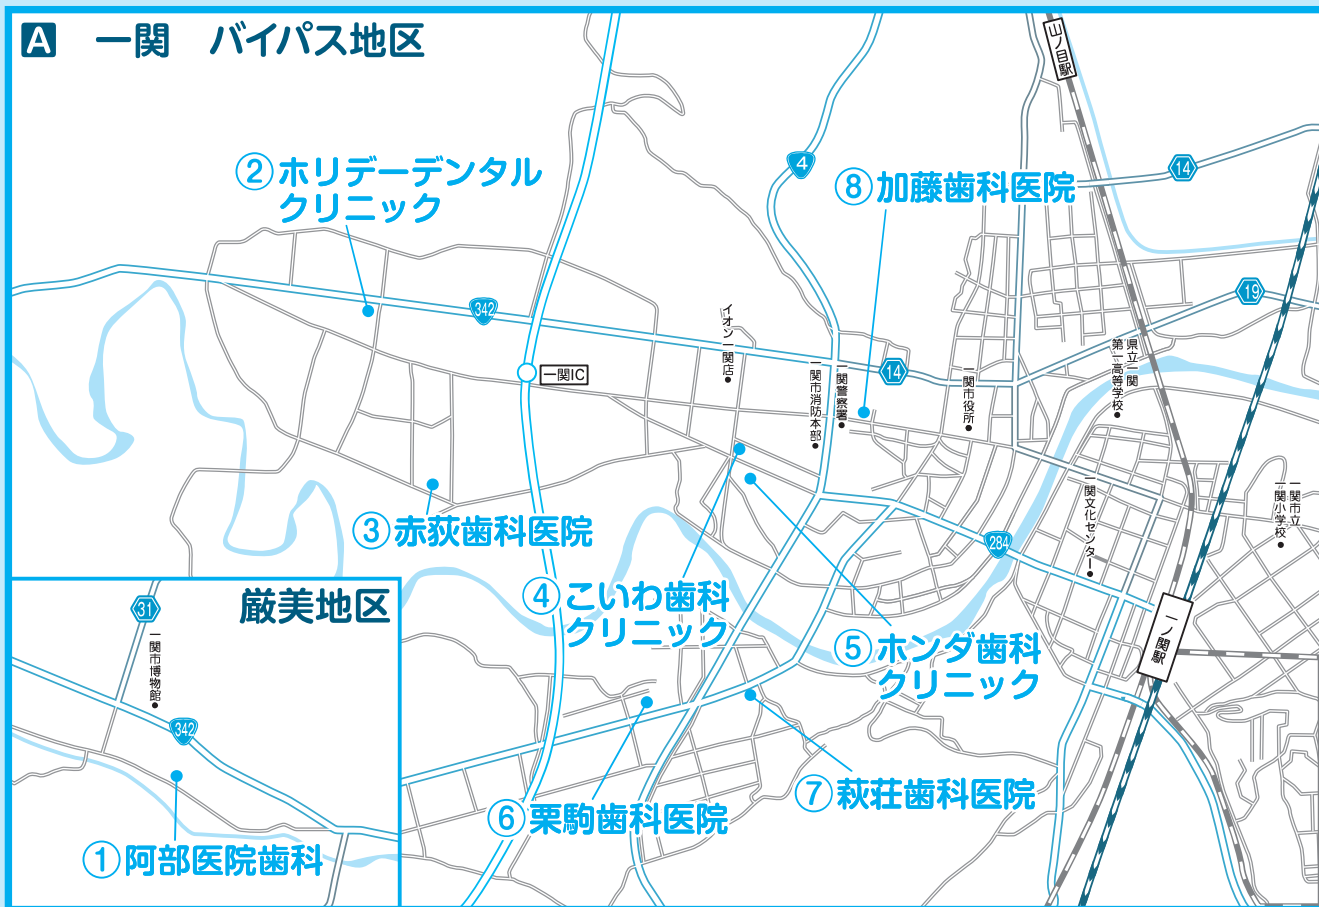 A 一関 バイパス地区
山ノ目駅
4
14
②ホリデーデンタル
クリニック
⑧加藤歯科医院
342
19
イオン一関店
一関IC
14
一関市消防本部
一関警察署
一関市役所
県立一関
第一高等学校
③赤荻歯科医院
一関文化センター
一関市立
一関小学校
284
④こいわ歯科
クリニック
⑤ホンダ歯科
クリニック
一ノ関駅
⑥栗駒歯科医院
⑦萩荘歯科医院
厳美地区
31
一関市博物館
342
①阿部医院歯科